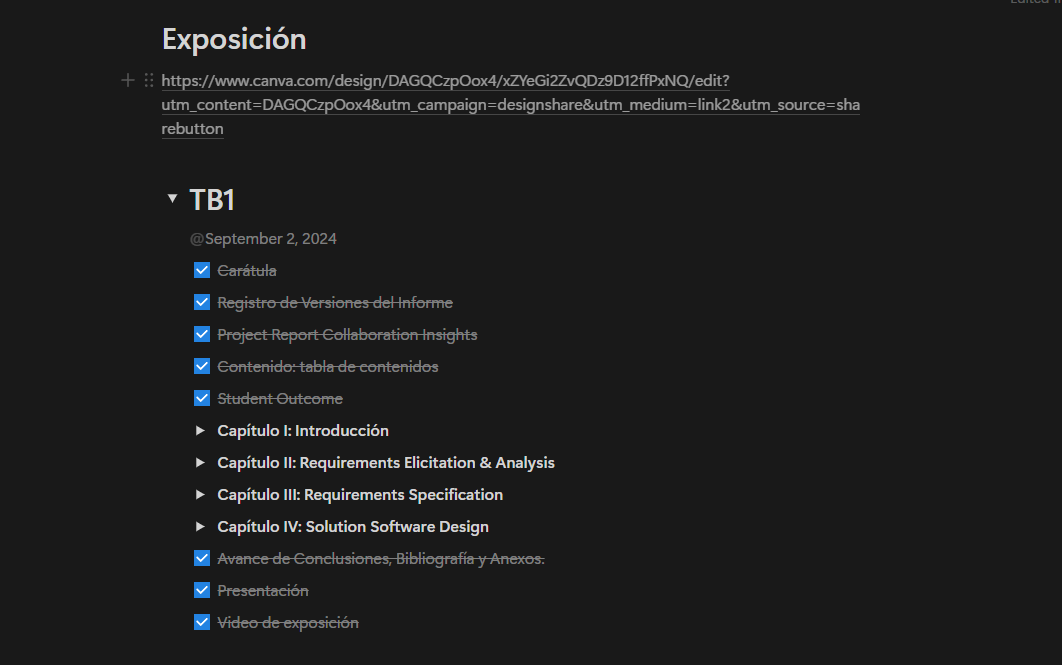 Exposición
https://www.canva.com/design/DAGQCzpOox4/xZYeGi2ZvQDz9D12ffPxNQ/edit?
utm_content=DAGQCzpOox4&utm_campaign=designshare&utm_medium=link2&utm_source=sha
rebutton
TB1
@September 2, 2024
Carátula
Registro de Versiones del Informe
Project Report Collaboration Insights
Contenido: tabla de contenidos
Student Outcome
Capítulo I: Introducción
Capítulo II: Requirements Elicitation & Analysis
Capítulo III: Requirements Specification
Capítulo IV: Solution Software Design
Avance de Conclusiones, Bibliografía y Anexos.
Presentación
Video de exposición